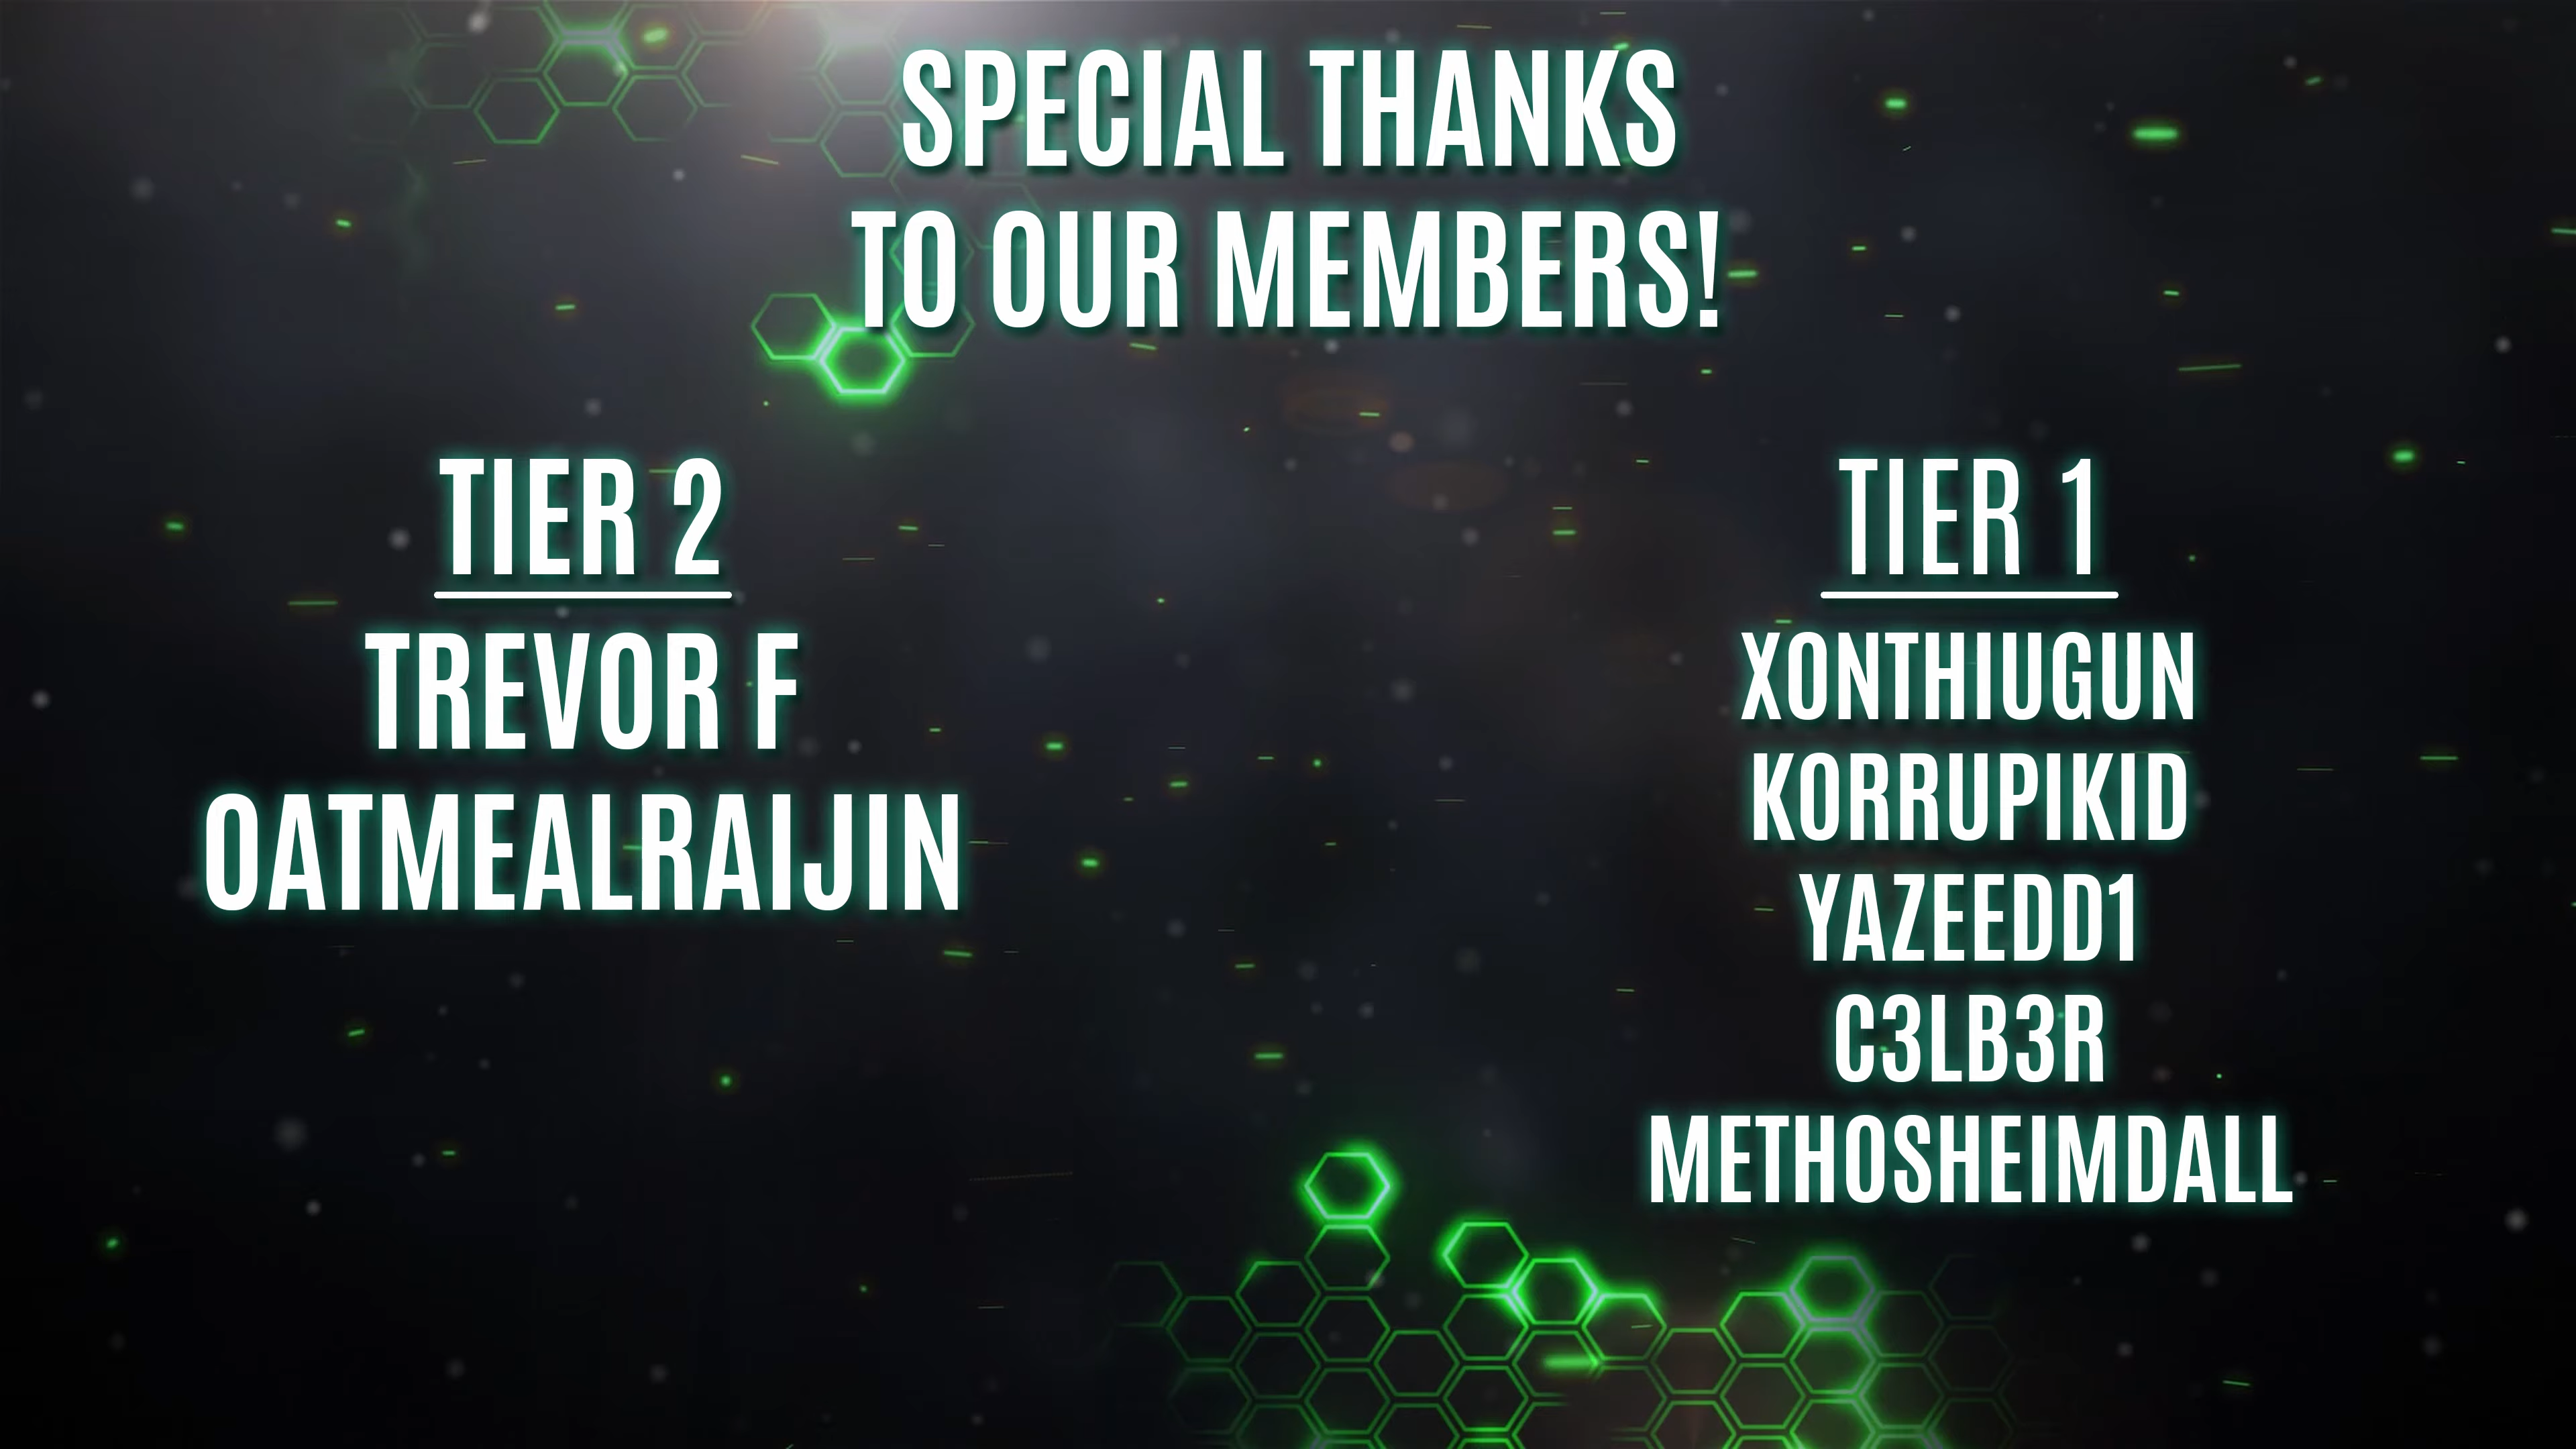 SPECIAL THANKS
TO OUR MEMBERS!
TIER 2
TREVOR F
OATMEALRAIJIN
TIER 1
XONTHIUGUN
KORRUPIKID
YAZEEDD1
C3LB3R
METHOSHEIMDALL